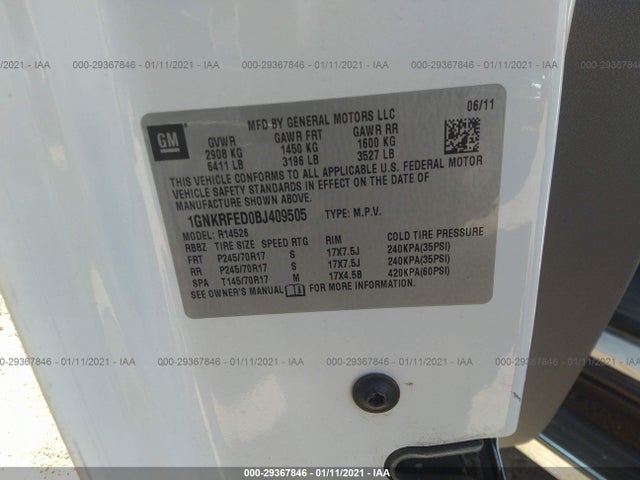 1/2021 - IAA 000-29367846 - 01/11/2021 - IAA 000-29367846 - 01/11/2021 - IAA 000-29367846 - 01/
MFD BY GENERAL MOTORS LLC 06/11
GM
GVWR GAWR FRT GAWR RR
2908 KG 1450 KG 1600 KG
6411 LB 3196 LB 3527 LB
THIS VEHICLE CONFORMS TO ALL APPLICABLE U.S. FEDERAL MOTOR
VEHICLE SAFETY STANDARDS IN EFFECT ON THE DATE OF
MANUFACTURE SHOWN ABOVE.
1GNKRFED0BJ409505 TYPE: M.P.V.
MODEL: R14526
RBBZ TIRE SIZE SPEED RTG RIM COLD TIRE PRESSURE
FRT P245/70R17 S 17X7.5J 240KPA(35PSI)
RR P245/70R17 S 17X7.5J 240KPA(35PSI)
SPA T145/70R17 M 17X4.5B 420KPA(60PSI)
SEE OWNER'S MANUAL FOR MORE INFORMATION.
1/2021 - IAA 000-29367846 - 01/11/2021 - IAA 000-29367846 - 01/11/2021 - IAA 000-29367846 - 01/
000-29367846 - 01/11/2021 - IAA